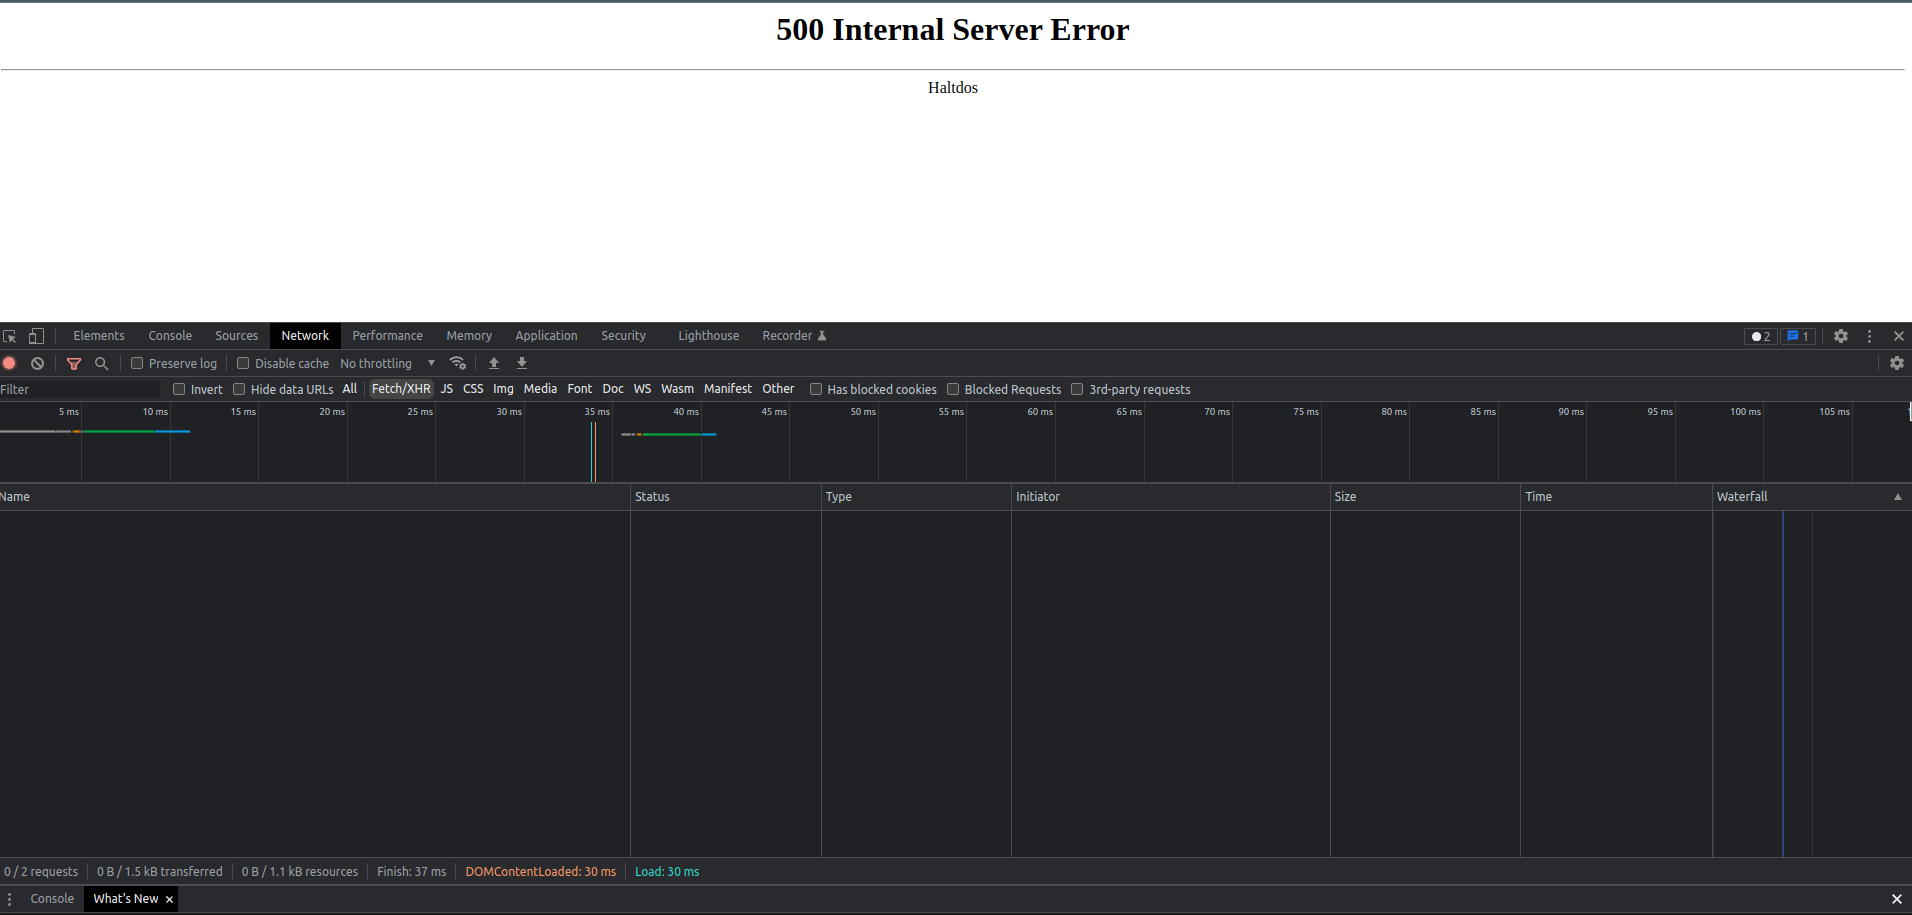 500 Internal Server Error
Haltdos
Elements Console Sources Network Performance Memory Application Security Lighthouse Recorder 2 1
Preserve log Disable cache No throttling
Filter Invert Hide data URLs All Fetch/XHR JS CSS Img Media Font Doc WS Wasm Manifest Other Has blocked cookies Blocked Requests 3rd-party requests
5 ms 10 ms 15 ms 20 ms 25 ms 30 ms 35 ms 40 ms 45 ms 50 ms 55 ms 60 ms 65 ms 70 ms 75 ms 80 ms 85 ms 90 ms 95 ms 100 ms 105 ms
Name Status Type Initiator Size Time Waterfall
0 / 2 requests 0 B / 1.5 kB transferred 0 B / 1.1 kB resources Finish: 37 ms DOMContentLoaded: 30 ms Load: 30 ms
Console What's New